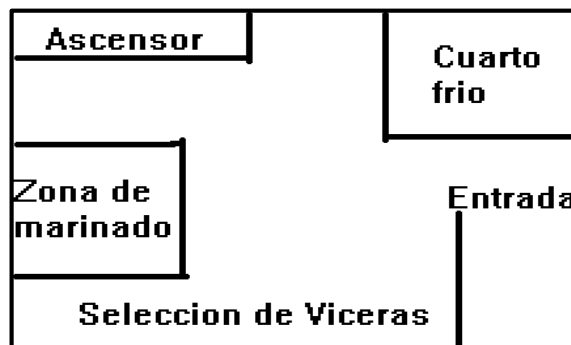 Ascensor
Cuarto
frio
Zona de
marinado
Entrada
Seleccion de Viceras